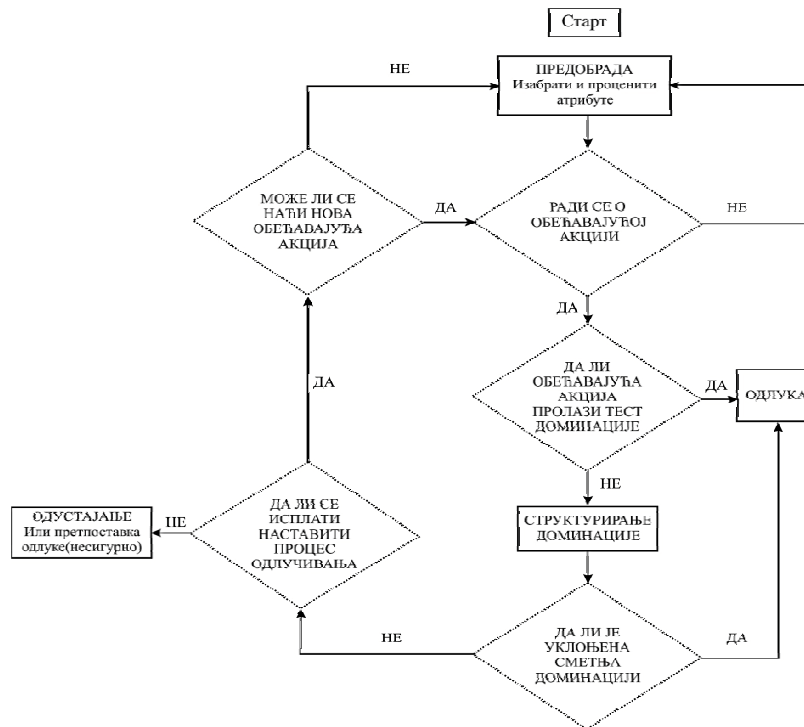 Старт
ПРЕДОБРАДА
Изабрати и проценити
атрибуте
НЕ
МОЖЕ ЛИ СЕ
НАЋИ НОВА
ОБЕЋАВАЈУЋА
АКЦИЈА
ДА
РАДИ СЕ О
ОБЕЋАВАЈУЋОЈ
АКЦИЈИ
НЕ
ДА
ДА ЛИ
ОБЕЋАВАЈУЋА
АКЦИЈА
ПРОЛАЗИ ТЕСТ
ДОМИНАЦИЈЕ
ДА
ОДЛУКА
ДА
НЕ
СТРУКТУРИРАЊЕ
ДОМИНАЦИЈЕ
ДА ЛИ СЕ
ИСПЛАТИ
НАСТАВИТИ
ПРОЦЕС
ОДЛУЧИВАЊА
НЕ
ОДУСТАЈАЊЕ
Или претпоставка
одлуке(несигурно)
НЕ
ДА ЛИ ЈЕ
УКЛОЊЕНА
СМЕТЊА
ДОМИНАЦИЈИ
ДА